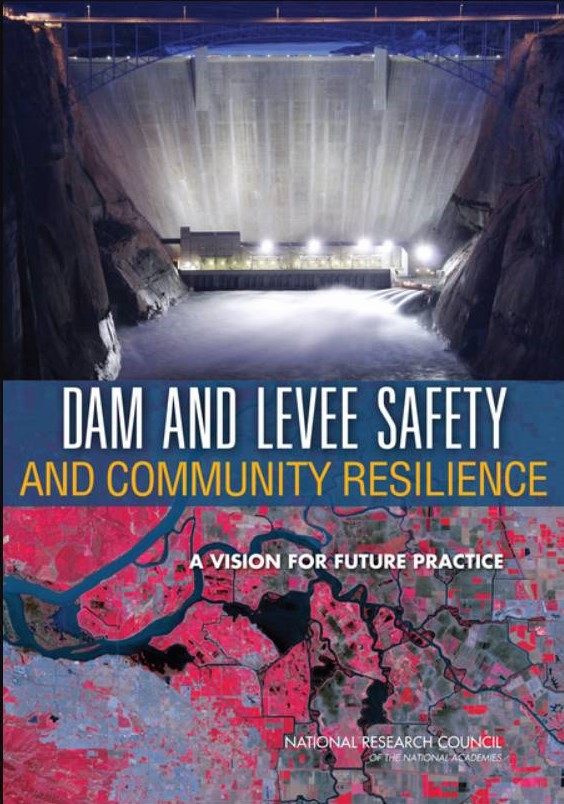 DAM AND LEVEE SAFETY
AND COMMUNITY RESILIENCE
A VISION FOR FUTURE PRACTICE
NATIONAL RESEARCH COUNCIL
OF THE NATIONAL ACADEMIES